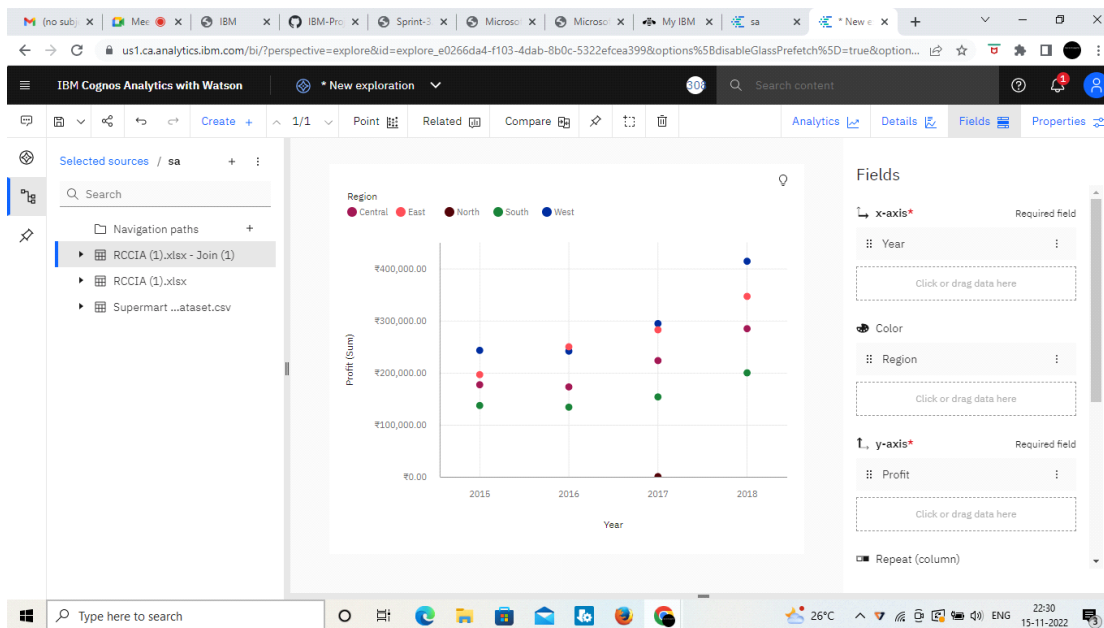 (no subj
Mee
IBM
IBM-Pro
Sprint-3
Microso
Microso
My IBM
sa
* New e
us1.ca.analytics.ibm.com/bi/?perspective=explore&id=explore_e0266da4-f103-4dab-8b0c-5322efcea399&options%5BdisableGlassPrefetch%5D=true&option...
IBM Cognos Analytics with Watson
* New exploration
Search content
1
Create +
1/1
Point
Related
Compare
Analytics
Details
Fields
Properties
Selected sources / sa
Search
Navigation paths
RCCIA (1).xlsx - Join (1)
RCCIA (1).xlsx
Supermart ...ataset.csv
Region
Central East North South West
Profit (Sum)
₹400,000.00
₹300,000.00
₹200,000.00
₹100,000.00
₹0.00
2015 2016 2017 2018
Year
Fields
x-axis* Required field
Year
Click or drag data here
Color
Region
Click or drag data here
y-axis* Required field
Profit
Click or drag data here
Repeat (column)
Type here to search
26°C
ENG
22:30
15-11-2022
3